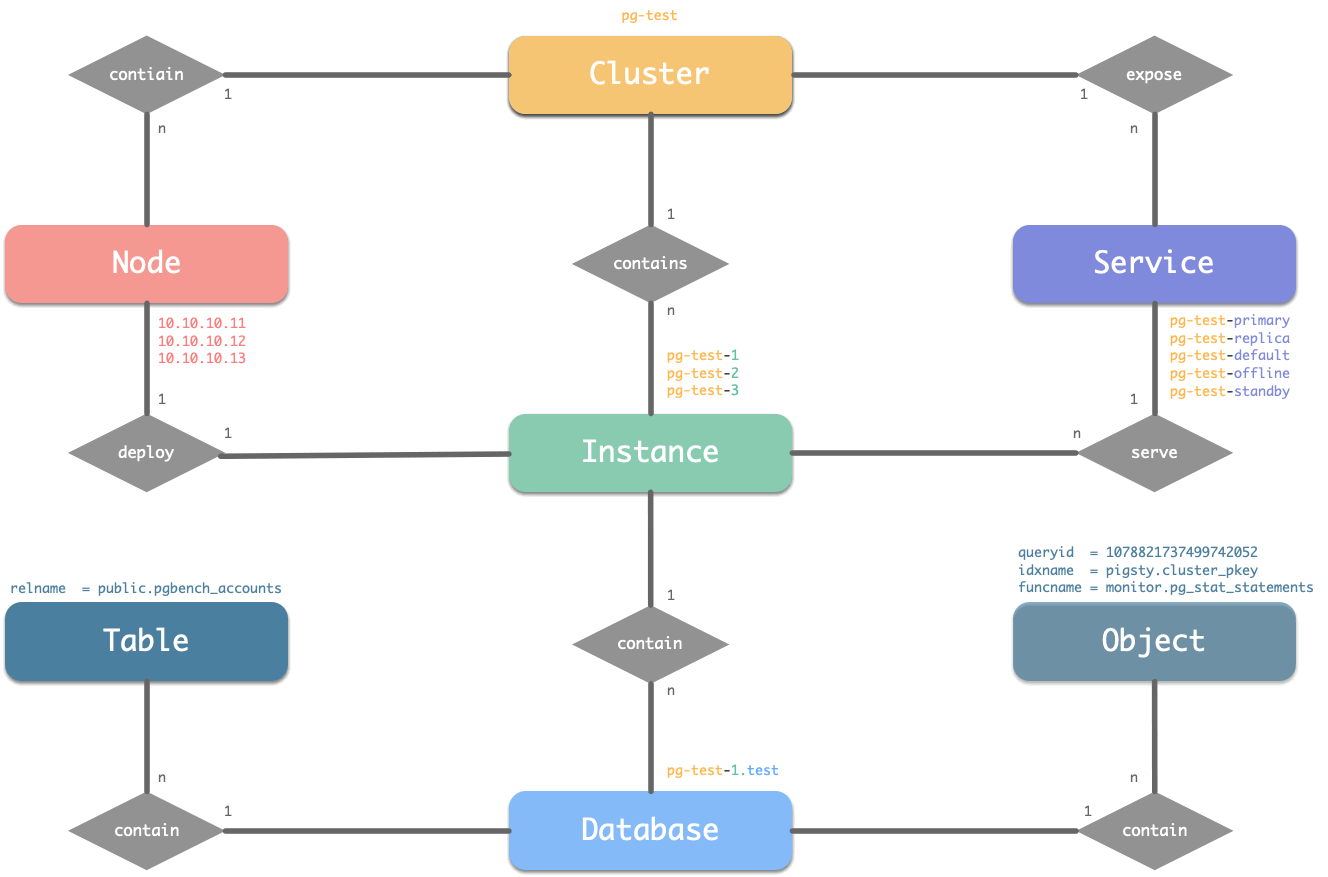 pg-test
contiain
Cluster
expose
1
1
n
n
1
Node
contains
Service
n
10.10.10.11
10.10.10.12
10.10.10.13
pg-test-primary
pg-test-replica
pg-test-default
pg-test-offline
pg-test-standby
pg-test-1
pg-test-2
pg-test-3
1
1
1
n
deploy
Instance
serve
queryid = 1078821737499742052
idxname = pigsty.cluster_pkey
funcname = monitor.pg_stat_statements
relname = public.pgbench_accounts
1
Table
contain
Object
n
pg-test-1.test
n
n
1
1
contain
Database
contain